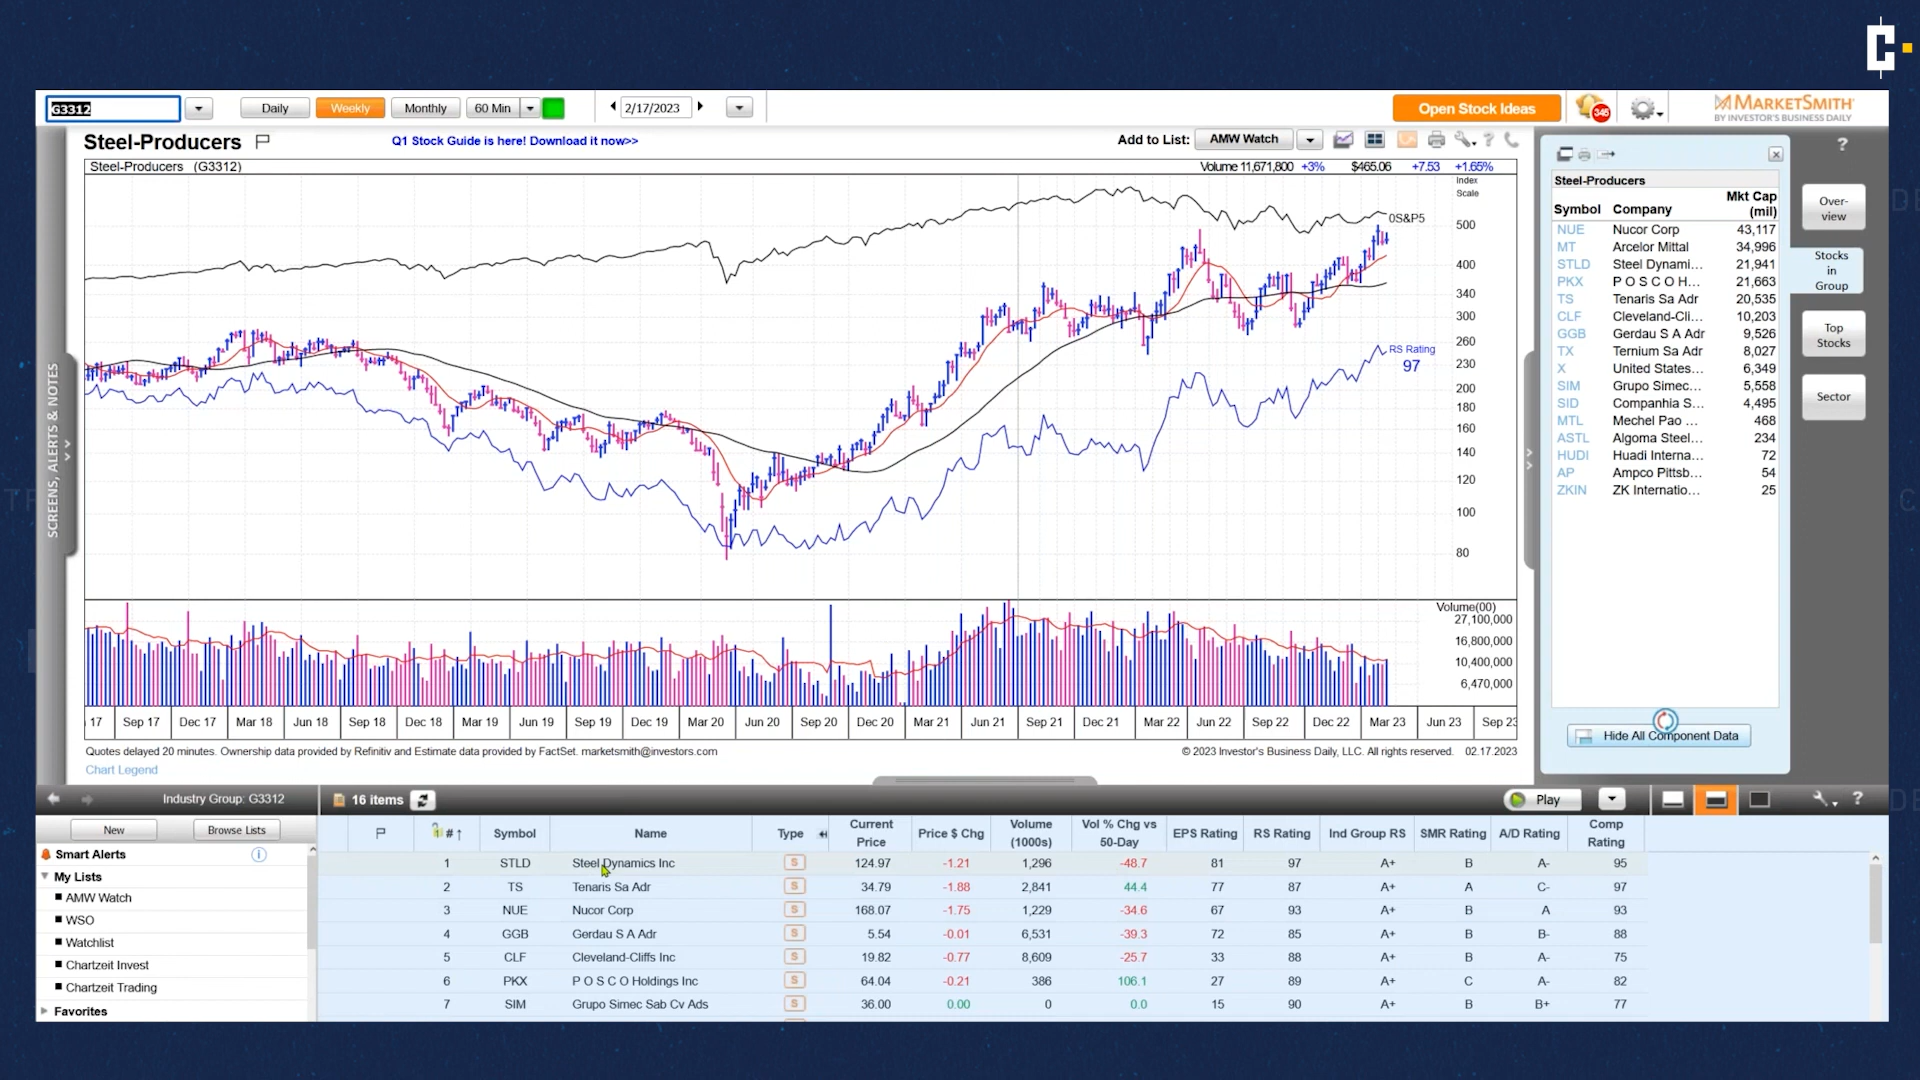 C
G3312
Daily Weekly Monthly 60 Min 2/17/2023 Open Stock Ideas 345 MARKETSMITH
BY INVESTOR'S BUSINESS DAILY
Steel-Producers Q1 Stock Guide is here! Download it now>> Add to List: AMW Watch ? ?
Steel-Producers (G3312) Volume 11,671,800 +3% $465.06 +7.53 +1.65%
Index
Scale
0S&P5
500
400
340
300
260
230
200
180
160
140
120
100
80
RS Rating
97
Volume(00)
27,100,000
16,800,000
10,400,000
6,470,000
17 Sep 17 Dec 17 Mar 18 Jun 18 Sep 18 Dec 18 Mar 19 Jun 19 Sep 19 Dec 19 Mar 20 Jun 20 Sep 20 Dec 20 Mar 21 Jun 21 Sep 21 Dec 21 Mar 22 Jun 22 Sep 22 Dec 22 Mar 23 Jun 23 Sep 23
Quotes delayed 20 minutes. Ownership data provided by Refinitiv and Estimate data provided by FactSet. marketsmith@investors.com © 2023 Investor's Business Daily, LLC. All rights reserved. 02.17.2023
Chart Legend
SCREENS, ALERTS & NOTES
Steel-Producers
Symbol Company Mkt Cap
(mil)
NUE Nucor Corp 43,117
MT Arcelor Mittal 34,996
STLD Steel Dynami... 21,941
PKX P O S C O H... 21,663
TS Tenaris Sa Adr 20,535
CLF Cleveland-Cli... 10,203
GGB Gerdau S A Adr 9,526
TX Ternium Sa Adr 8,027
X United States... 6,349
SIM Grupo Simec... 5,558
SID Companhia S... 4,495
MTL Mechel Pao ... 468
ASTL Algoma Steel... 234
HUDI Huadi Interna... 72
AP Ampco Pittsb... 54
ZKIN ZK Internatio... 25
Hide All Component Data
Over-
view
Stocks
in
Group
Top
Stocks
Sector
Industry Group: G3312 16 items Play ?
New Browse Lists
Smart Alerts i
My Lists
AMW Watch
WSO
Watchlist
Chartzeit Invest
Chartzeit Trading
Favorites
# Symbol Name Type Current Price Price $ Chg Volume (1000s) Vol % Chg vs 50-Day EPS Rating RS Rating Ind Group RS SMR Rating A/D Rating Comp Rating
1 STLD Steel Dynamics Inc S 124.97 -1.21 1,296 -48.7 81 97 A+ B A- 95
2 TS Tenaris Sa Adr S 34.79 -1.88 2,841 44.4 77 87 A+ A C- 97
3 NUE Nucor Corp S 168.07 -1.75 1,229 -34.6 67 93 A+ B A 93
4 GGB Gerdau S A Adr S 5.54 -0.01 6,531 -39.3 72 85 A+ B B- 88
5 CLF Cleveland-Cliffs Inc S 19.82 -0.77 8,609 -25.7 33 88 A+ B A- 75
6 PKX P O S C O Holdings Inc S 64.04 -0.21 386 106.1 27 89 A+ C A- 82
7 SIM Grupo Simec Sab Cv Ads S 36.00 0.00 0 0.0 15 90 A+ B B+ 77